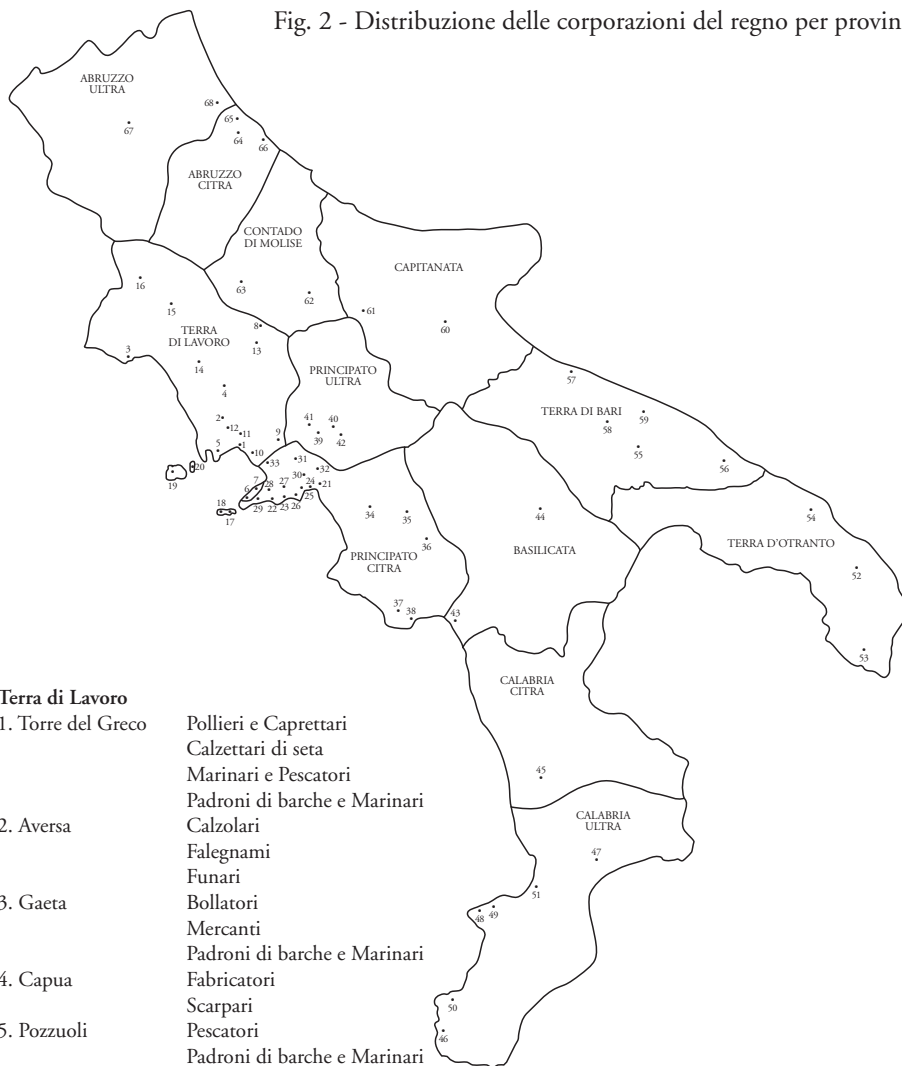 Fig. 2 - Distribuzione delle corporazioni del regno per provin
ABRUZZO
ULTRA
68
65
67
64
66
ABRUZZO
CITRA
CONTADO
DI MOLISE
CAPITANATA
16
63
62
15
61
8
60
TERRA
DI LAVORO
3
13
14
PRINCIPATO
ULTRA
57
4
TERRA DI BARI
59
2
41
40
58
12
11
9
39
42
5
1
10
55
56
33
31
20
32
19
30
7
28
27
24
21
6
25
18
29
22
23
26
17
34
35
44
54
36
BASILICATA
TERRA D'OTRANTO
PRINCIPATO
CITRA
52
37
38
43
53
CALABRIA
CITRA
45
CALABRIA
ULTRA
47
51
48
49
50
46
Terra di Lavoro
1. Torre del Greco Pollieri e Caprettari
Calzettari di seta
Marinari e Pescatori
Padroni di barche e Marinari
2. Aversa Calzolari
Falegnami
Funari
3. Gaeta Bollatori
Mercanti
Padroni di barche e Marinari
4. Capua Fabricatori
Scarpari
5. Pozzuoli Pescatori
Padroni di barche e Marinari